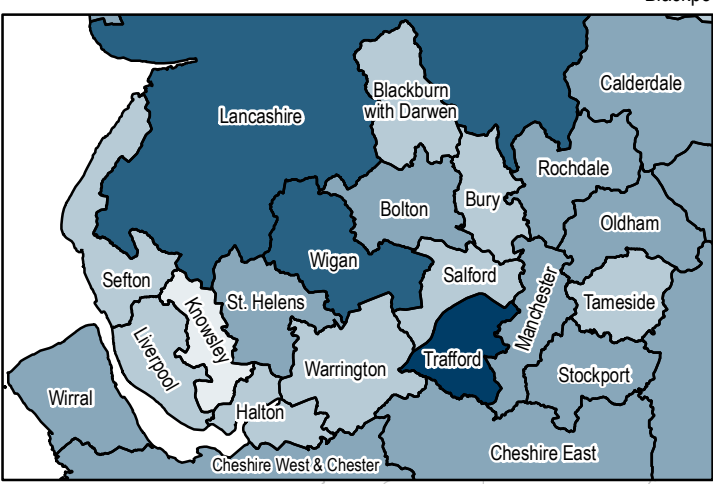 Calderdale
Blackburn
with Darwen
Lancashire
Rochdale
Bury
Bolton
Oldham
Wigan
Salford
Sefton
St. Helens
Manchester
Tameside
Knowsley
Liverpool
Trafford
Warrington
Stockport
Wirral
Halton
Cheshire East
Cheshire West & Chester